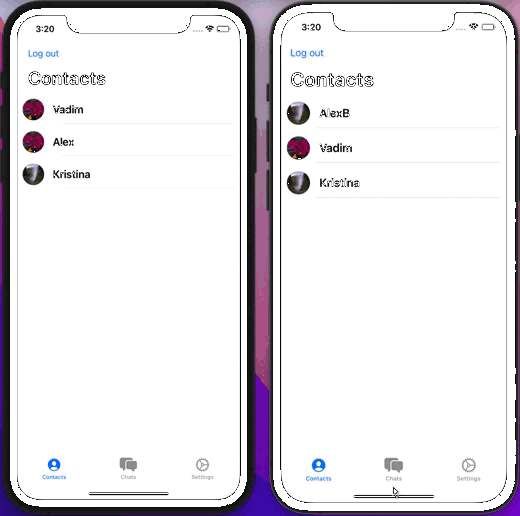 3:20
Log out
Contacts
Vadim
Alex
Kristina
Contacts Chats Settings
3:20
Log out
Contacts
AlexB
Vadim
Kristina
Contacts Chats Settings